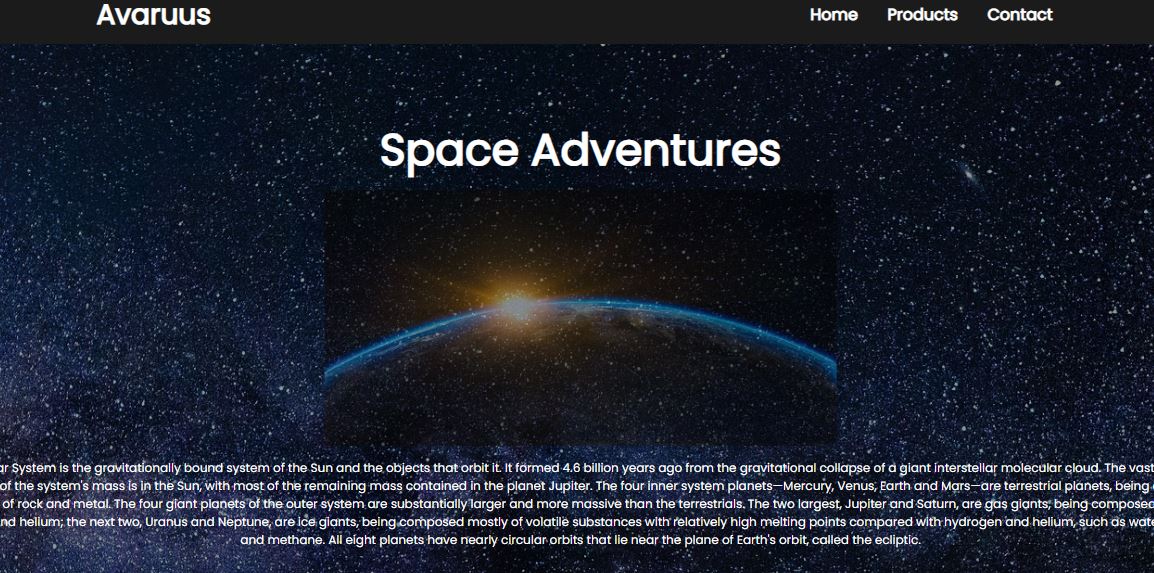 Avaruus
Home Products Contact
Space Adventures
ar System is the gravitationally bound system of the Sun and the objects that orbit it. It formed 4.6 billion years ago from the gravitational collapse of a giant interstellar molecular cloud. The vast
of the system's mass is in the Sun, with most of the remaining mass contained in the planet Jupiter. The four inner system planets—Mercury, Venus, Earth and Mars—are terrestrial planets, being
of rock and metal. The four giant planets of the outer system are substantially larger and more massive than the terrestrials. The two largest, Jupiter and Saturn, are gas giants, being composed
nd helium; the next two, Uranus and Neptune, are ice giants, being composed mostly of volatile substances with relatively high melting points compared with hydrogen and helium, such as wate
and methane. All eight planets have nearly circular orbits that lie near the plane of Earth's orbit, called the ecliptic.